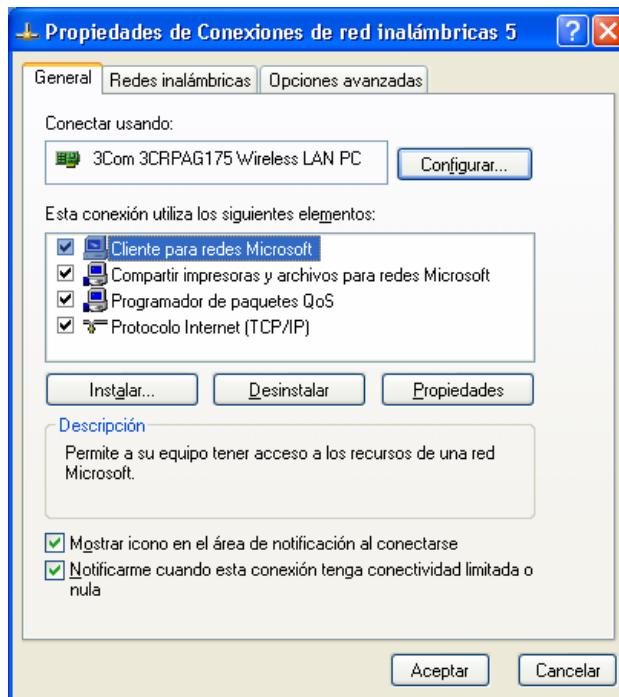 Propiedades de Conexiones de red inalámbricas 5
General
Redes inalámbricas
Opciones avanzadas
Conectar usando:
3Com 3CRPAG175 Wireless LAN PC
Configurar...
Esta conexión utiliza los siguientes elementos:
Cliente para redes Microsoft
Compartir impresoras y archivos para redes Microsoft
Programador de paquetes QoS
Protocolo Internet (TCP/IP)
Instalar...
Desinstalar
Propiedades
Descripción
Permite a su equipo tener acceso a los recursos de una red
Microsoft.
Mostrar icono en el área de notificación al conectarse
Notificarme cuando esta conexión tenga conectividad limitada o
nula
Aceptar
Cancelar